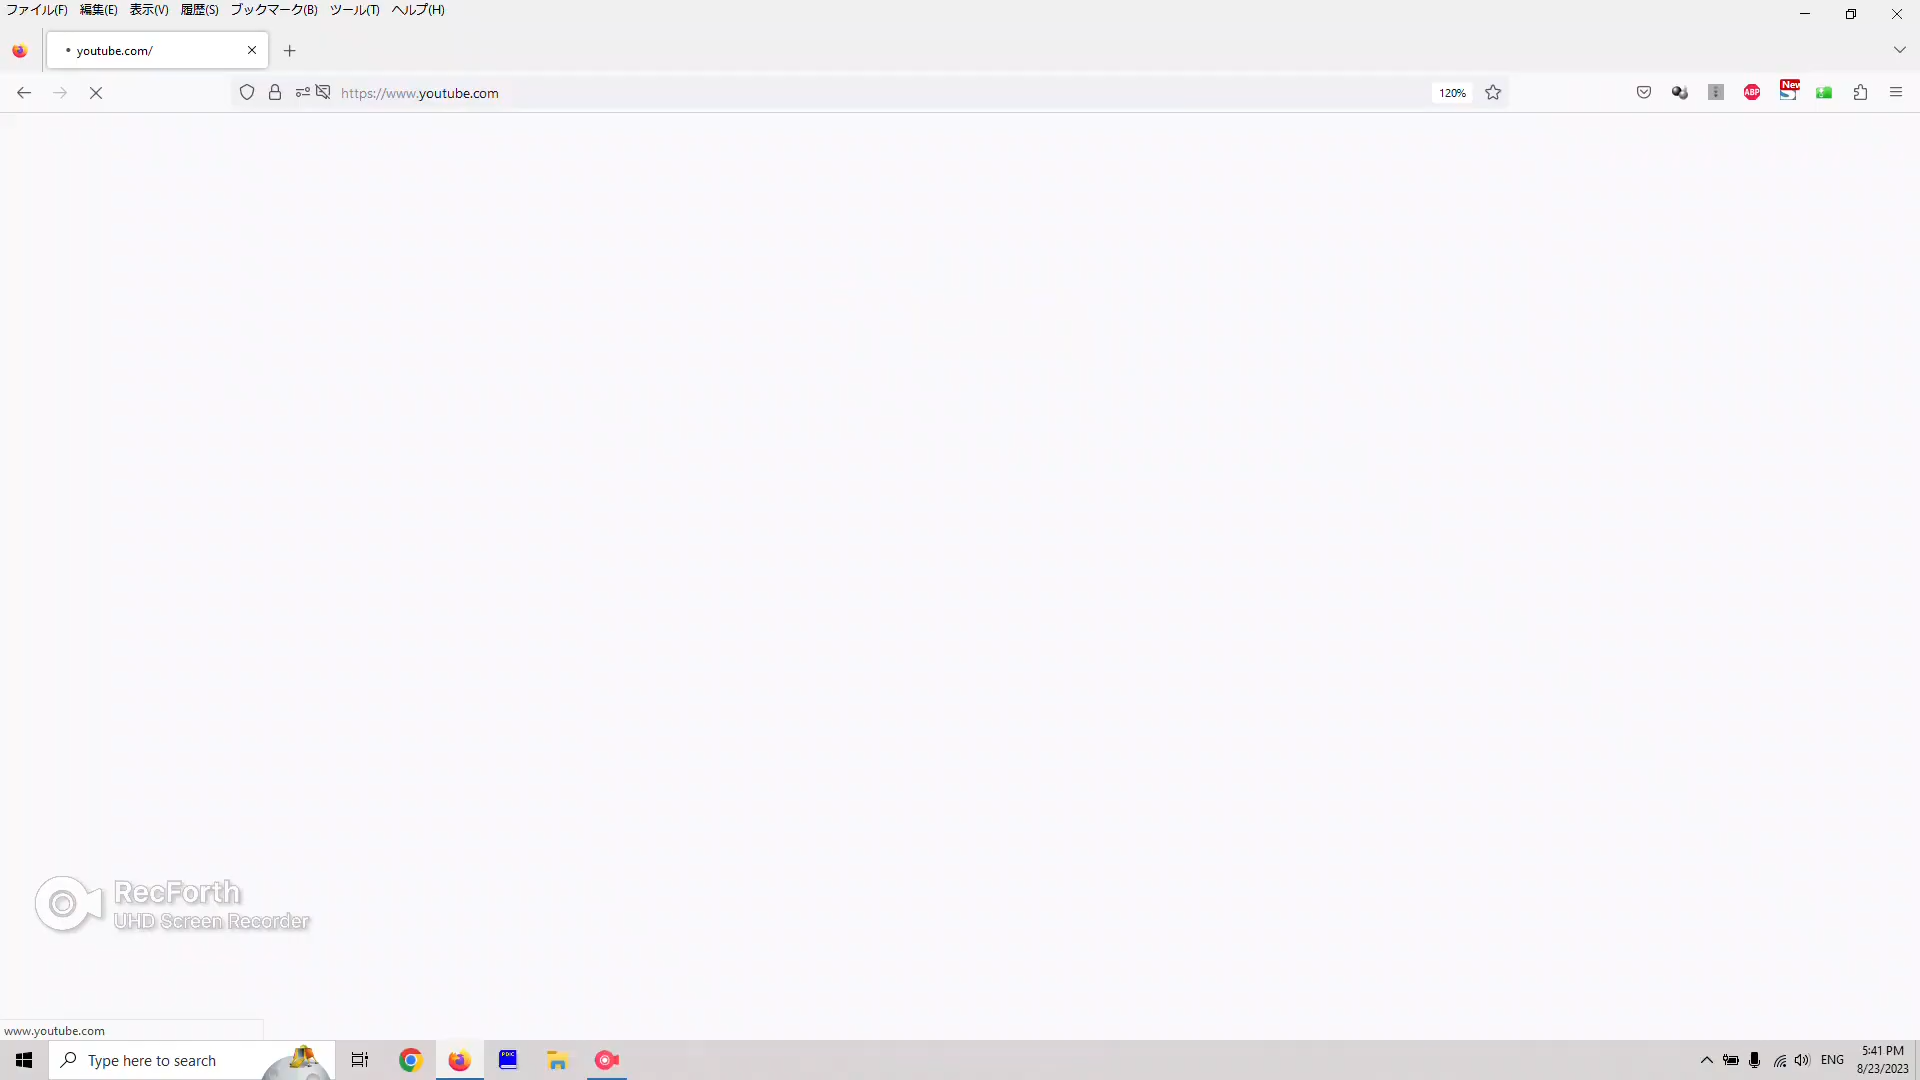 ファイル(F) 編集(E) 表示(V) 履歴(S) ブックマーク(B) ツール(T) ヘルプ(H)
youtube.com/
https://www.youtube.com
120%
ABP
New
RecForth
UHD Screen Recorder
www.youtube.com
Type here to search
PDIC
ENG
5:41 PM
8/23/2023